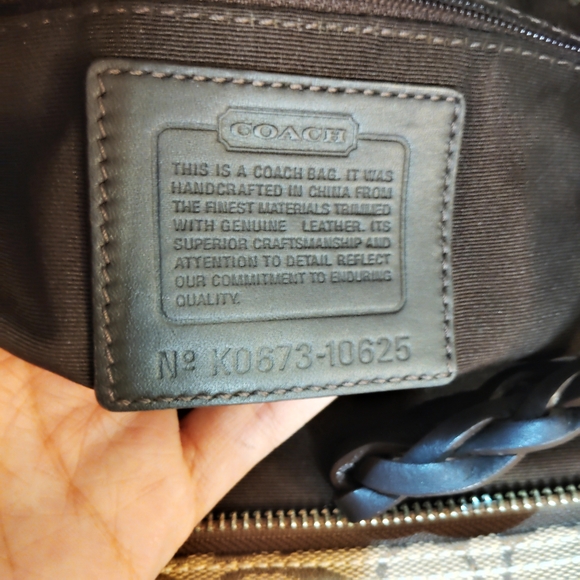 COACH
THIS IS A COACH BAG. IT WAS
HANDCRAFTED IN CHINA FROM
THE FINEST MATERIALS TRIMMED
WITH GENUINE LEATHER. ITS
SUPERIOR CRAFTSMANSHIP AND
ATTENTION TO DETAIL REFLECT
OUR COMMITMENT TO ENDURING
QUALITY.
Nº K0673-10625